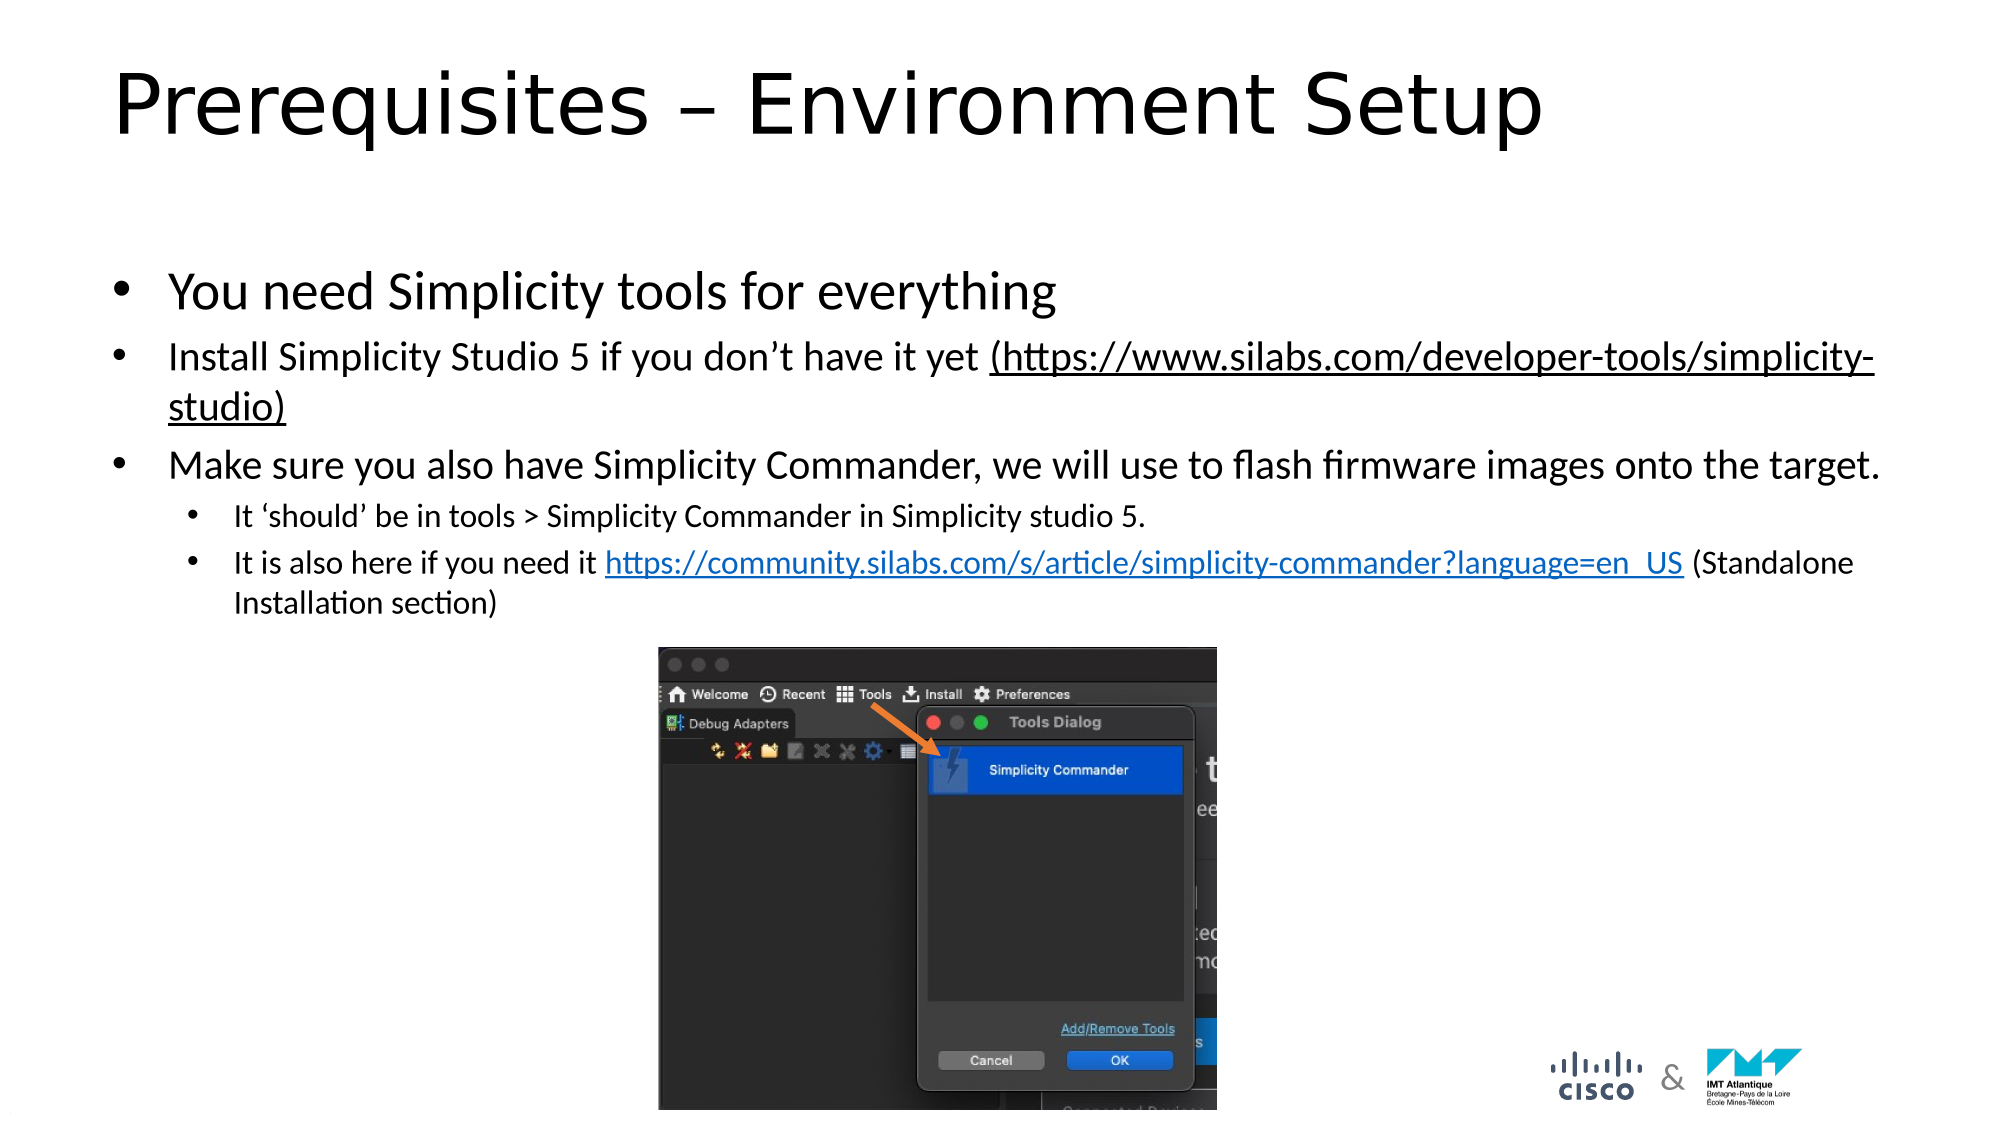 Prerequisites – Environment Setup
• You need Simplicity tools for everything
• Install Simplicity Studio 5 if you don’t have it yet (https://www.silabs.com/developer-tools/simplicity-
studio)
• Make sure you also have Simplicity Commander, we will use to flash firmware images onto the target.
• It ‘should’ be in tools > Simplicity Commander in Simplicity studio 5.
• It is also here if you need it https://community.silabs.com/s/article/simplicity-commander?language=en_US (Standalone
Installation section)
Welcome Recent Tools Install Preferences
Debug Adapters
Tools Dialog
Simplicity Commander
Add/Remove Tools
Cancel OK
CISCO & IMT Atlantique
Bretagne-Pays de la Loire
École Mines-Télécom